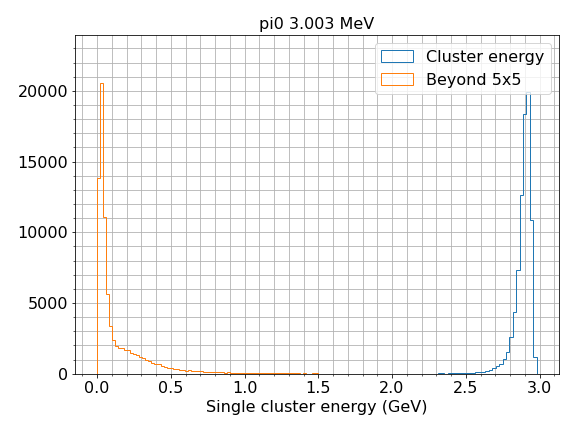 pi0 3.003 MeV
Cluster energy
Beyond 5x5
20000
15000
10000
5000
0
0.0 0.5 1.0 1.5 2.0 2.5 3.0
Single cluster energy (GeV)